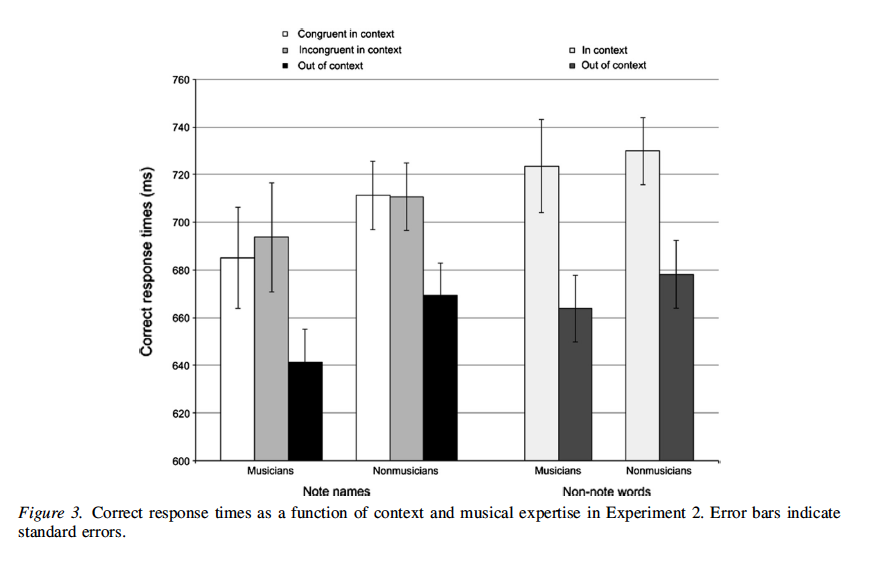 Congruent in context
Incongruent in context
Out of context
In context
Out of context
760
740
720
700
680
660
640
620
600
Correct response times (ms)
Musicians
Nonmusicians
Musicians
Nonmusicians
Note names
Non-note words
Figure 3. Correct response times as a function of context and musical expertise in Experiment 2. Error bars indicate
standard errors.